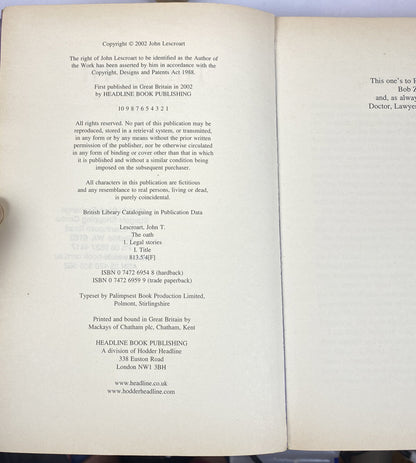 Copyright © 2002 John Lescroart
The right of John Lescroart to be identified as the Author of
the Work has been asserted by him in accordance with the
Copyright, Designs and Patents Act 1988.
First published in Great Britain in 2002
by HEADLINE BOOK PUBLISHING
10 9 8 7 6 5 4 3 2 1
All rights reserved. No part of this publication may be
reproduced, stored in a retrieval system, or transmitted,
in any form or by any means without the prior written
permission of the publisher, nor be otherwise circulated
in any form of binding or cover other than that in which
it is published and without a similar condition being
imposed on the subsequent purchaser.
All characters in this publication are fictitious
and any resemblance to real persons, living or dead,
is purely coincidental.
British Library Cataloguing in Publication Data
Lescroart, John T.
The oath
1. Legal stories
I. Title
813.5'4[F]
ISBN 0 7472 6954 8 (hardback)
ISBN 0 7472 6959 9 (trade paperback)
Typeset by Palimpsest Book Production Limited,
Polmont, Stirlingshire
Printed and bound in Great Britain by
Mackays of Chatham plc, Chatham, Kent
HEADLINE BOOK PUBLISHING
A division of Hodder Headline
338 Euston Road
London NW1 3BH
www.headline.co.uk
www.hodderheadline.com
This one's to
Bob
and, as alway
Doctor, Lawyer